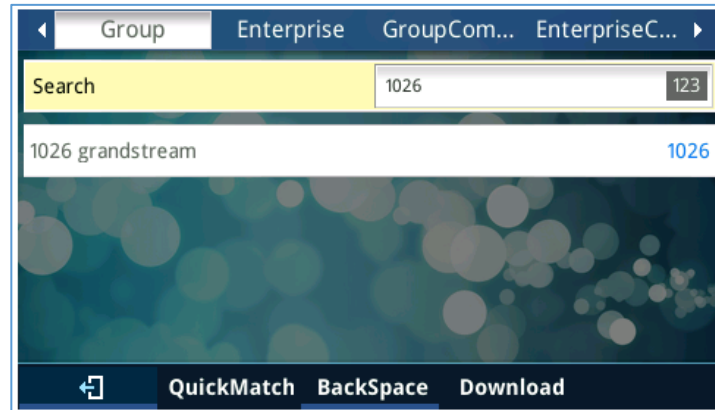 Group Enterprise GroupCom... EnterpriseC...
Search 1026 123
1026 grandstream 1026
QuickMatch BackSpace Download